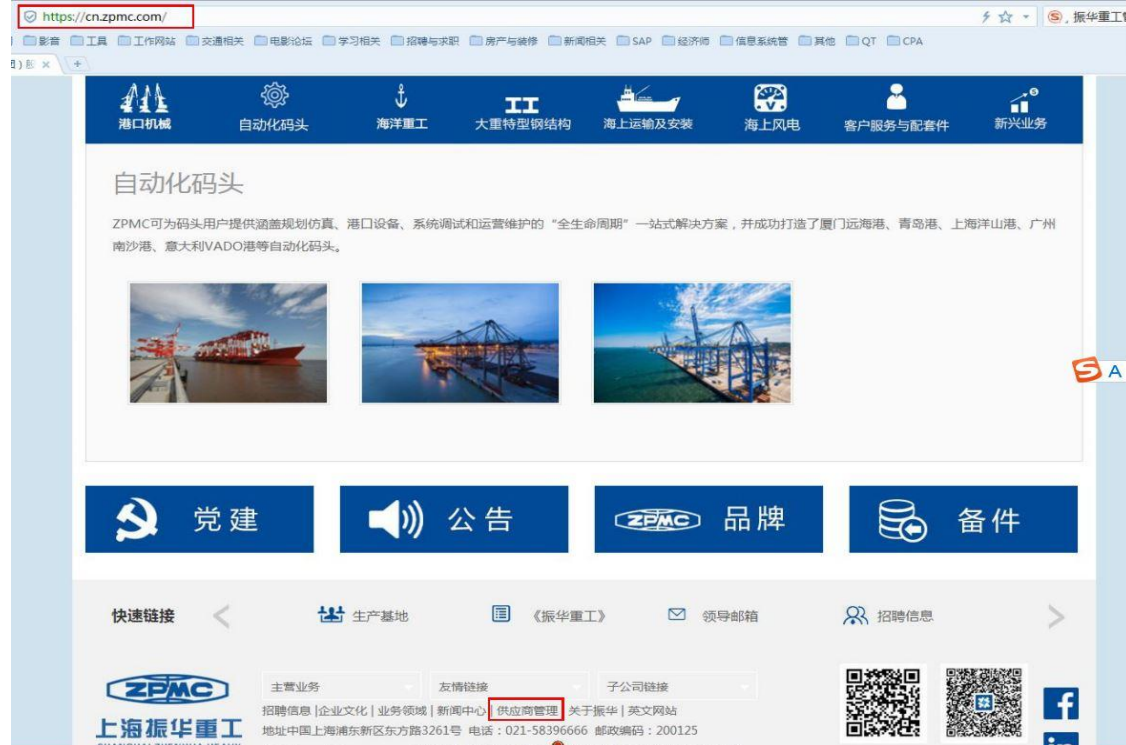 https://cn.zpmc.com/
,振华重工
影音 工具 工作网站 交通相关 电影论坛 学习相关 招聘与求职 房产与装修 新闻相关 SAP 经济师 信息系统管 其他 QT CPA
港口机械 自动化码头 海洋重工 大重特型钢结构 海上运输及安装 海上风电 客户服务与配套件 新兴业务
自动化码头
ZPMC可为码头用户提供涵盖规划仿真、港口设备、系统调试和运营维护的“全生命周期”一站式解决方案,并成功打造了厦门远海港、青岛港、上海洋山港、广州
南沙港、意大利VADO港等自动化码头。
S A
党建 公告 ZPMC 品牌 备件
快速链接 生产基地 《振华重工》 领导邮箱 招聘信息
ZPMC
主营业务 友情链接 子公司链接
招聘信息 |企业文化 | 业务领域 | 新闻中心 | 供应商管理 关于振华 | 英文网站
上海振华重工
地址中国上海浦东新区东方路3261号 电话:021-58396666 邮政编码:200125